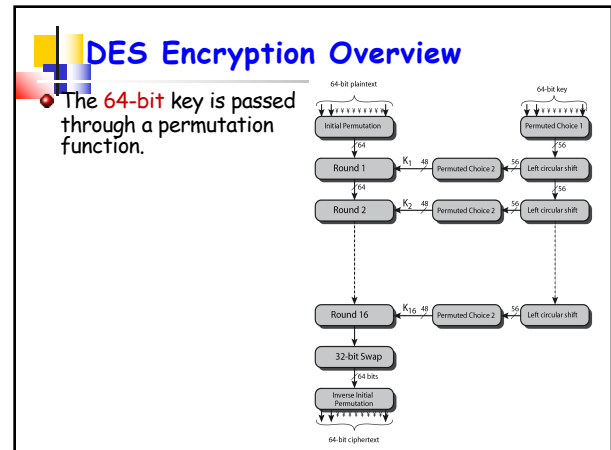 DES Encryption Overview
The 64-bit key is passed
through a permutation
function.
64-bit plaintext
64-bit key
Initial Permutation
Permuted Choice 1
64
56
Round 1
K1
48
Permuted Choice 2
56
Left circular shift
64
56
Round 2
K2
48
Permuted Choice 2
56
Left circular shift
Round 16
K16
48
Permuted Choice 2
56
Left circular shift
32-bit Swap
64 bits
Inverse Initial
Permutation
64-bit ciphertext